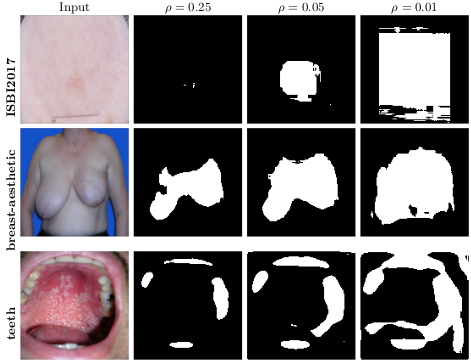 Input ρ = 0.25 ρ = 0.05 ρ = 0.01
ISBI2017
breast-aesthetic
teeth